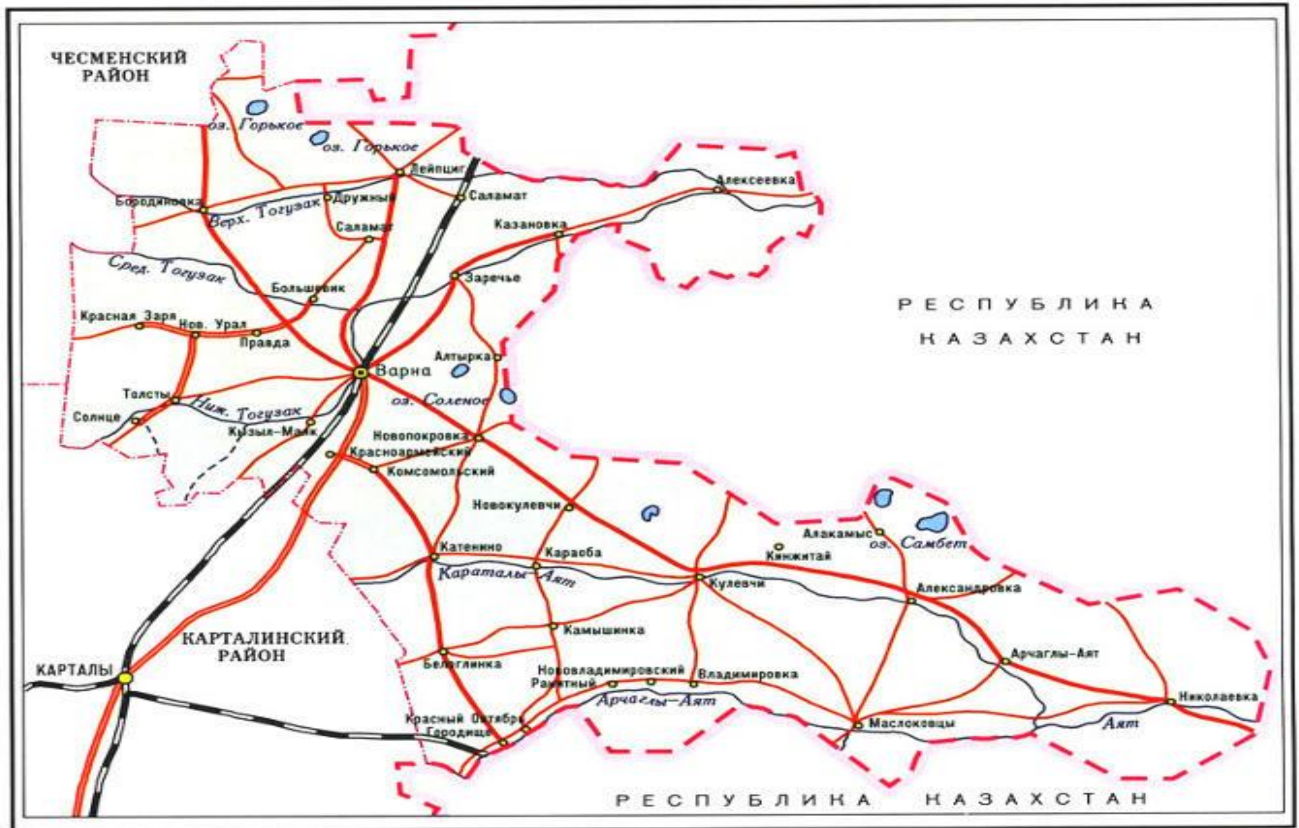 ЧЕСМЕНСКИЙ
РАЙОН
оз. Горькое
оз. Горькое
Лейпциг
Алексеевка
Бородиновка
Верх. Тогузак
Дружный
Саламат
Саламат
Казановка
Сред. Тогузак
Заречье
Большевик
РЕСПУБЛИКА
КАЗАХСТАН
Красная Заря
Нов. Урал
Правда
Алтырка
Варна
Толсты
оз. Соленое
Солнце
Ниж. Тогузак
Кызыл-Маяк
Новопокровка
Красноармейский
Комсомольский
Новокулевчи
Алакамыс
оз. Самбет
Катенино
Караоба
Кинжитай
Караталы-Аят
Кулевчи
Александровка
КАРТАЛИНСКИЙ
РАЙОН
Камышинка
Арчаглы-Аят
КАРТАЛЫ
Белоглинка
Нововладимировский
Ракитный
Владимировка
Николаевка
Арчаглы-Аят
Красный Октябрь
Городище
Маслоковцы
Аят
РЕСПУБЛИКА КАЗАХСТАН